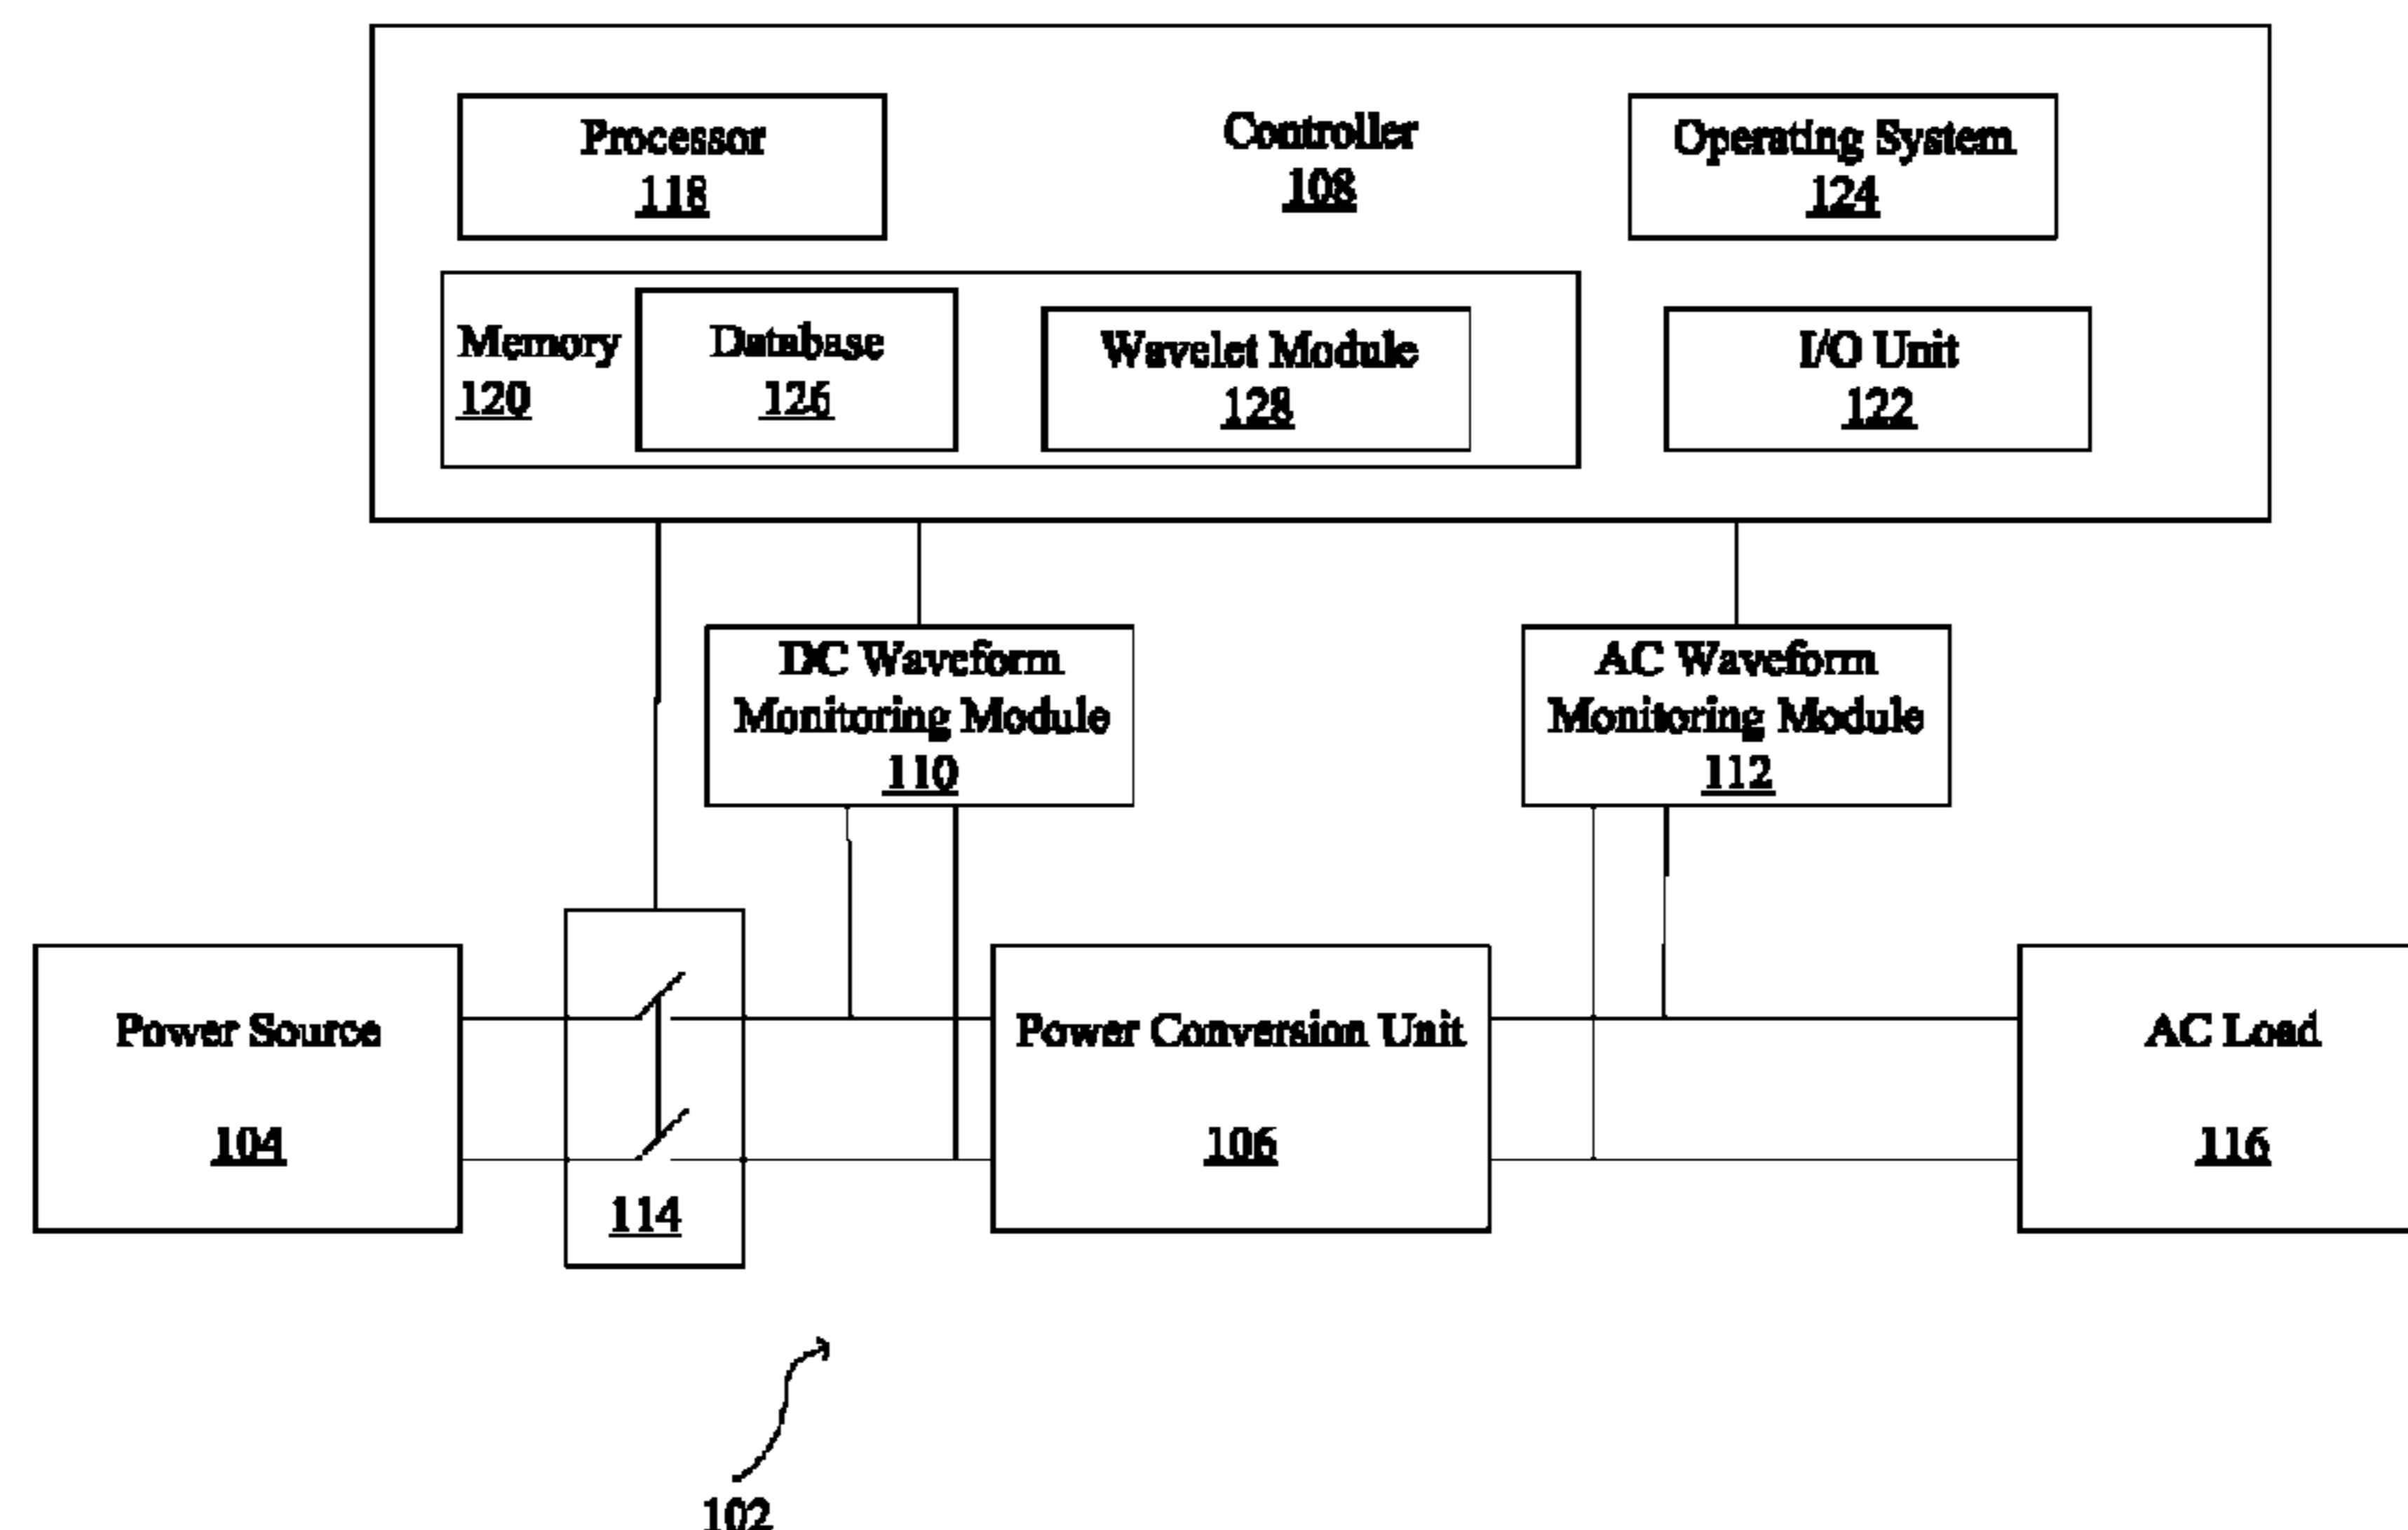 Processor
118
Controller
108
Operating System
124
Memory
120
Database
126
Wavelet Module
128
I/O Unit
122
DC Waveform
Monitoring Module
110
AC Waveform
Monitoring Module
112
Power Source
104
114
Power Conversion Unit
106
AC Load
116
102